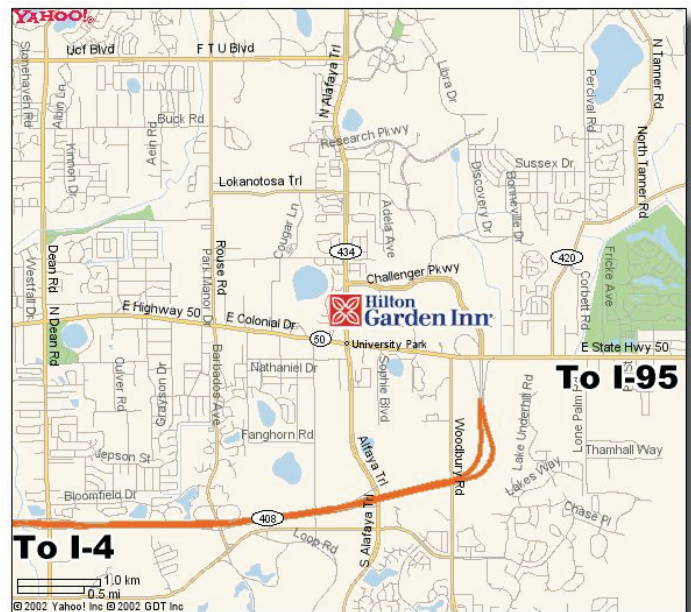 YAHOO!
Ucf Blvd
F T U Blvd
N Alafaya Trl
Libra Dr
N Tanner Rd
Stonehaven Rd
Albin Ln
Buck Rd
Percival Rd
North Tanner Rd
Kinmon Dr
Aein Rd
Research Pkwy
Sussex Dr
Discovery Dr
Bonneville Dr
Lokanotosa Trl
Cougar Ln
Adela Ave
434
420
Fricke Ave
Dean Rd
Rouse Rd
Park Manor Dr
Challenger Pkwy
Corbett Rd
Westfall Dr
Hilton
Garden Inn
E Highway 50
E Colonial Dr
50
University Park
E State Hwy 50
N Dean Rd
Nathaniel Dr
Sophie Blvd
To I-95
Culver Rd
Grayson Dr
Barbados Ave
Lake Underhill Rd
Lone Palm Rd
Fanghorn Rd
Alfaya Trl
Woodbury Rd
Thamhall Way
Jepson St
Lakes Way
Bloomfield Dr
408
Chase Pl
To I-4
Loop Rd
S Alafaya Trl
1.0 km
0.5 mi
© 2002 Yahoo! Inc © 2002 GDT Inc